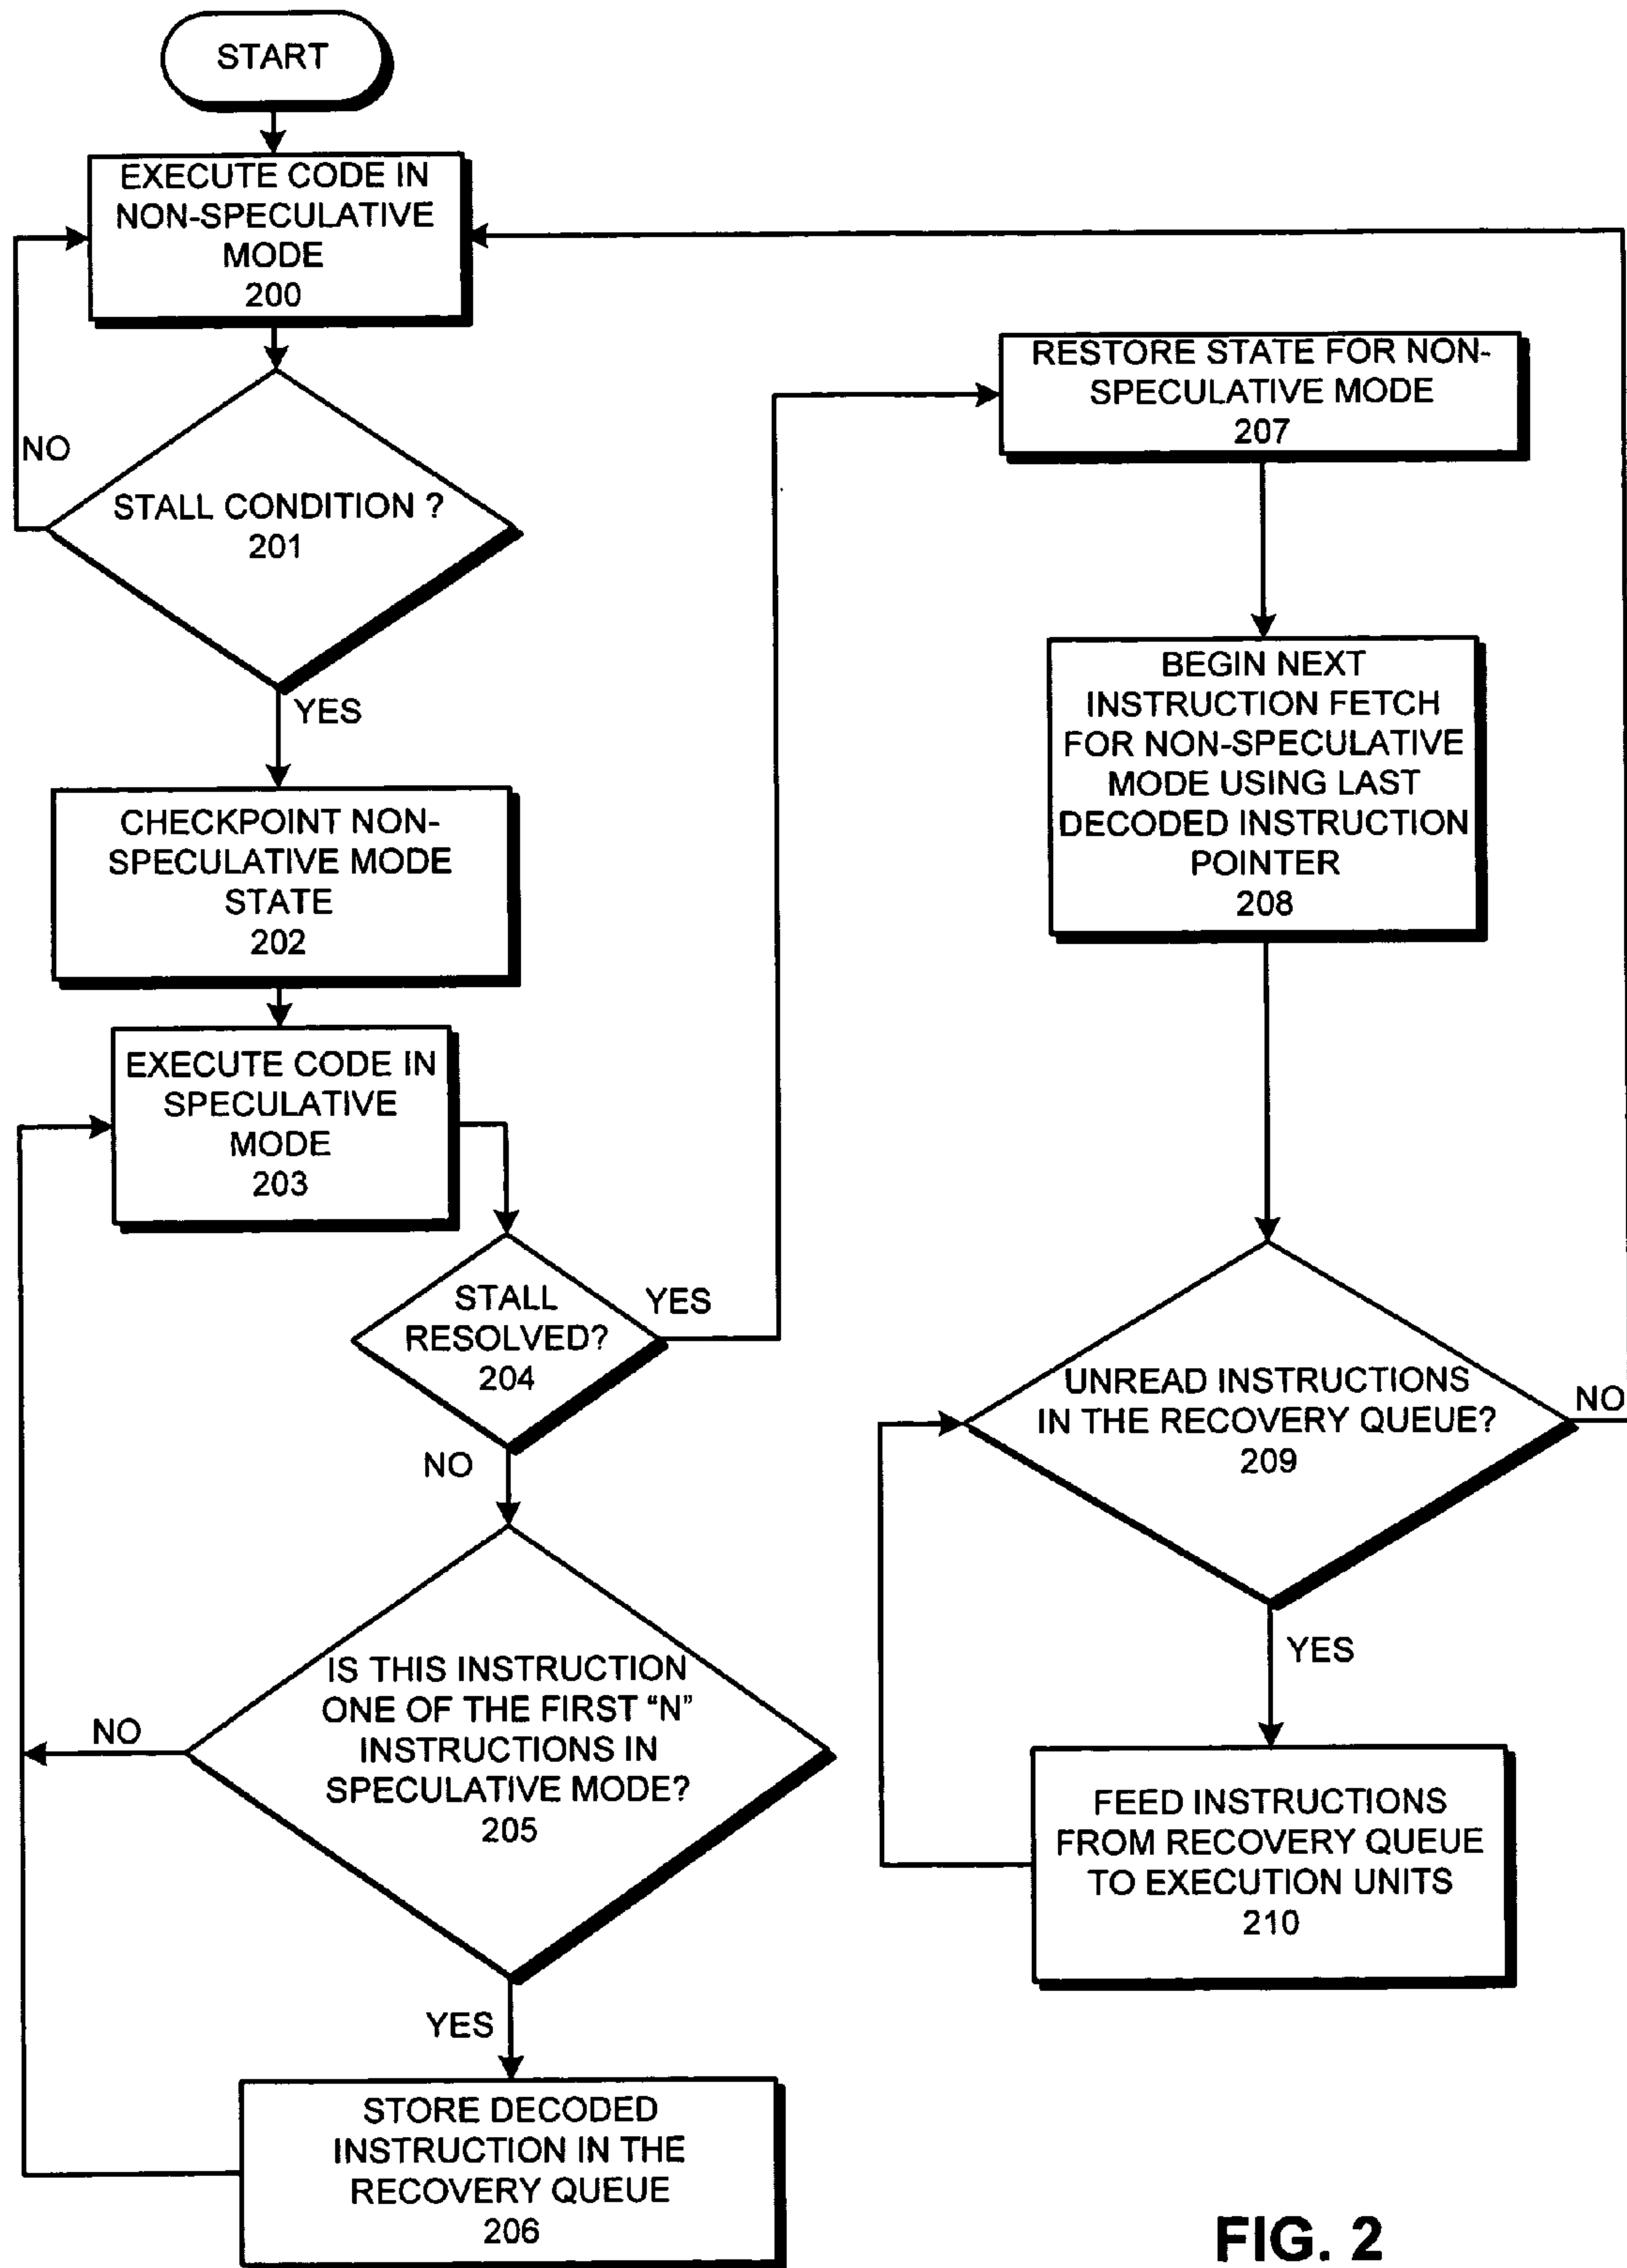 START
EXECUTE CODE IN
NON-SPECULATIVE
MODE
200
NO
STALL CONDITION ?
201
YES
CHECKPOINT NON-
SPECULATIVE MODE
STATE
202
EXECUTE CODE IN
SPECULATIVE
MODE
203
STALL
RESOLVED?
204
YES
NO
IS THIS INSTRUCTION
ONE OF THE FIRST “N”
INSTRUCTIONS IN
SPECULATIVE MODE?
205
NO
YES
STORE DECODED
INSTRUCTION IN THE
RECOVERY QUEUE
206
RESTORE STATE FOR NON-
SPECULATIVE MODE
207
BEGIN NEXT
INSTRUCTION FETCH
FOR NON-SPECULATIVE
MODE USING LAST
DECODED INSTRUCTION
POINTER
208
UNREAD INSTRUCTIONS
IN THE RECOVERY QUEUE?
209
NO
YES
FEED INSTRUCTIONS
FROM RECOVERY QUEUE
TO EXECUTION UNITS
210
FIG. 2